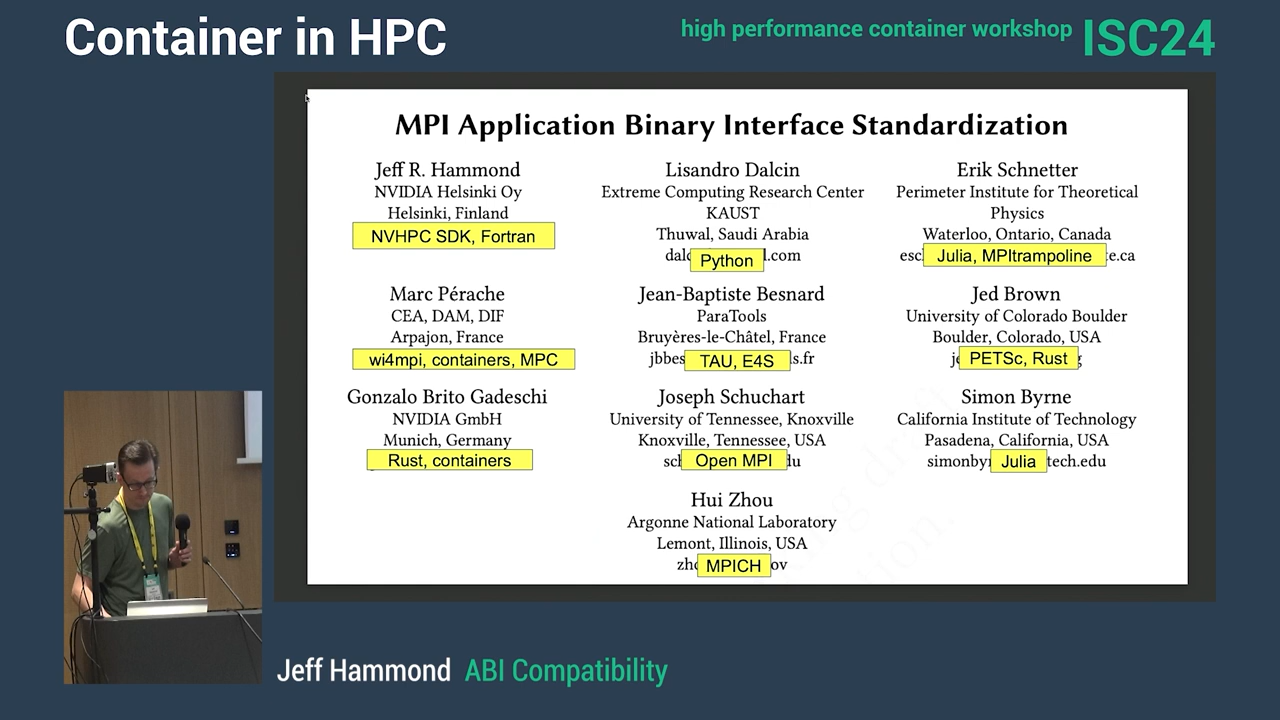 Container in HPC
high performance container workshop ISC24
MPI Application Binary Interface Standardization
Jeff R. Hammond
NVIDIA Helsinki Oy
Helsinki, Finland
NVHPC SDK, Fortran
Lisandro Dalcin
Extreme Computing Research Center
KAUST
Thuwal, Saudi Arabia
Python
.com
Erik Schnetter
Perimeter Institute for Theoretical
Physics
Waterloo, Ontario, Canada
Julia, MPItrampoline
e.ca
Marc Pérache
CEA, DAM, DIF
Arpajon, France
wi4mpi, containers, MPC
Jean-Baptiste Besnard
ParaTools
Bruyères-le-Châtel, France
jbbes TAU, E4S s.fr
Jed Brown
University of Colorado Boulder
Boulder, Colorado, USA
PETSc, Rust
Gonzalo Brito Gadeschi
NVIDIA GmbH
Munich, Germany
Rust, containers
Joseph Schuchart
University of Tennessee, Knoxville
Knoxville, Tennessee, USA
Open MPI
Simon Byrne
California Institute of Technology
Pasadena, California, USA
simonbyr Julia tech.edu
Hui Zhou
Argonne National Laboratory
Lemont, Illinois, USA
MPICH ov
Jeff Hammond ABI Compatibility